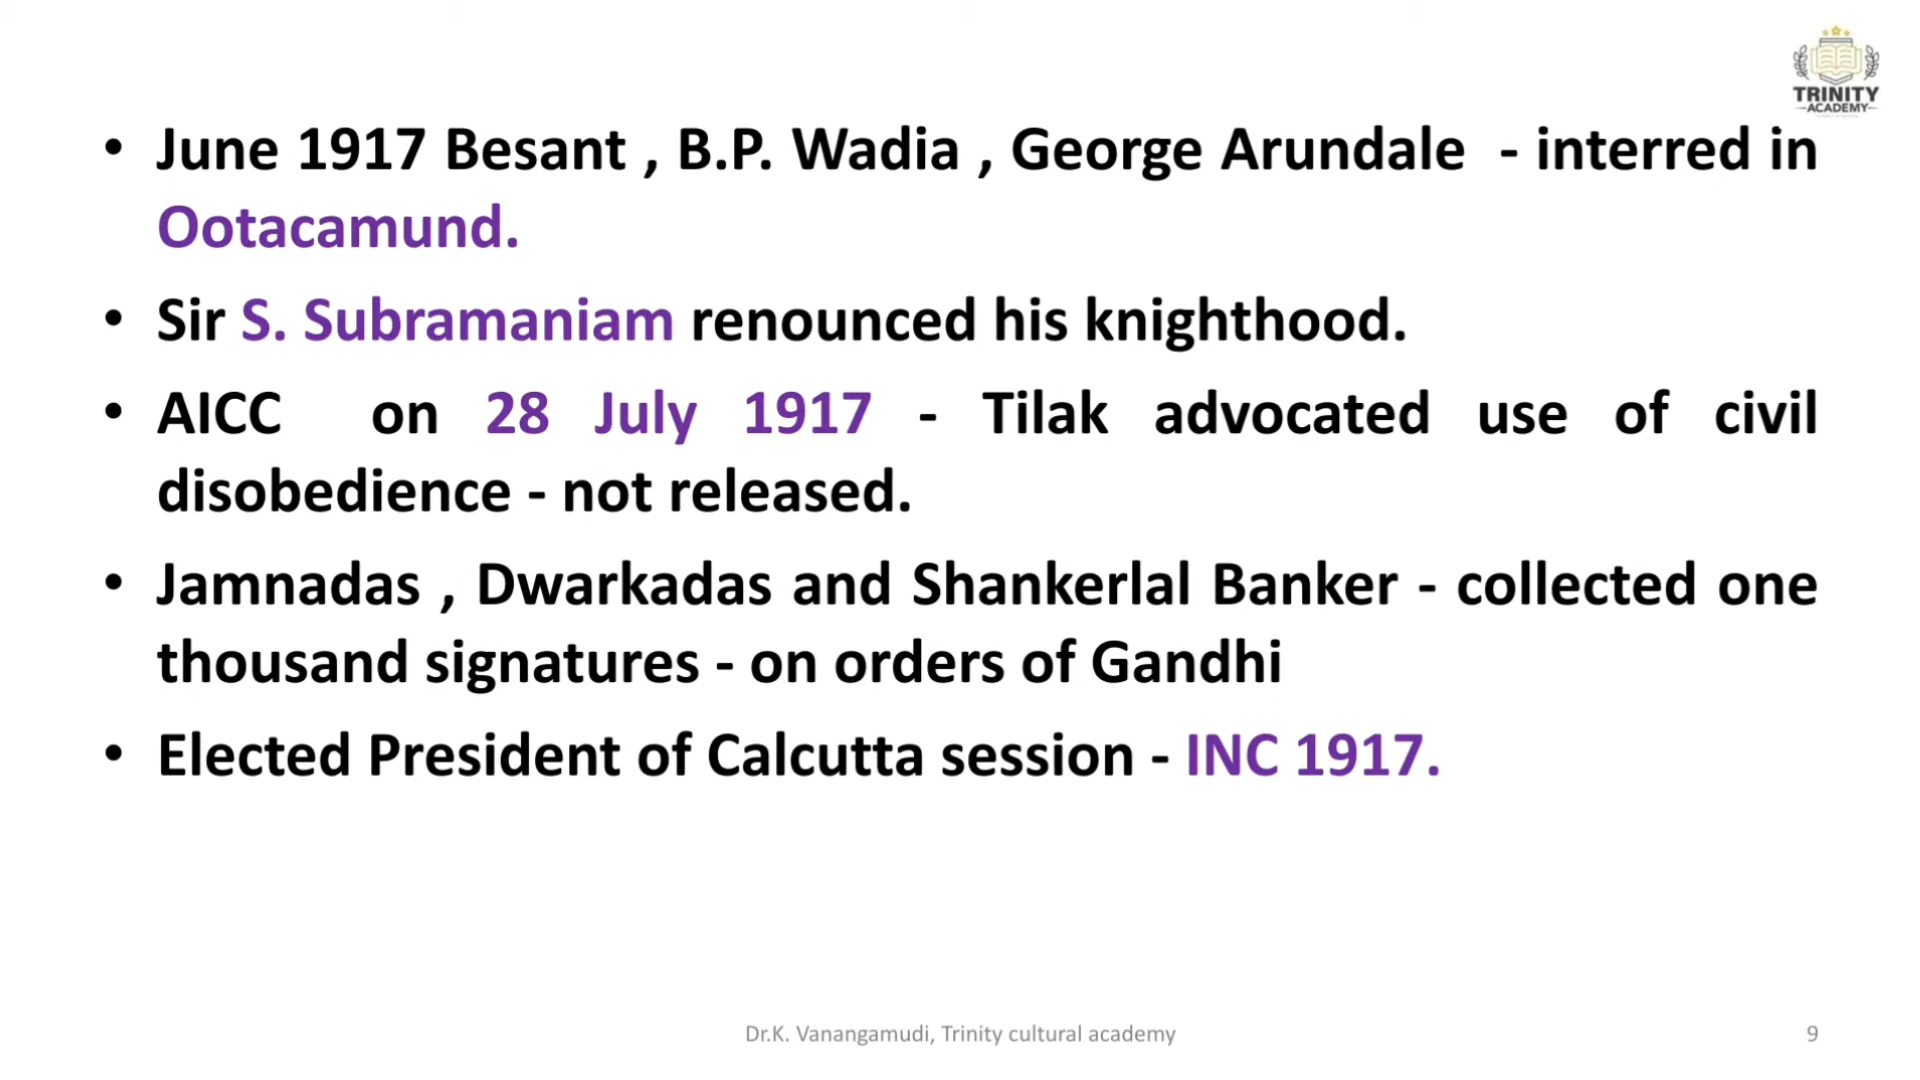 TRINITY
ACADEMY
• June 1917 Besant , B.P. Wadia , George Arundale - interred in
Ootacamund.
• Sir S. Subramaniam renounced his knighthood.
• AICC on 28 July 1917 - Tilak advocated use of civil
disobedience - not released.
• Jamnadas , Dwarkadas and Shankerlal Banker - collected one
thousand signatures - on orders of Gandhi
• Elected President of Calcutta session - INC 1917.
Dr.K. Vanangamudi, Trinity cultural academy
9